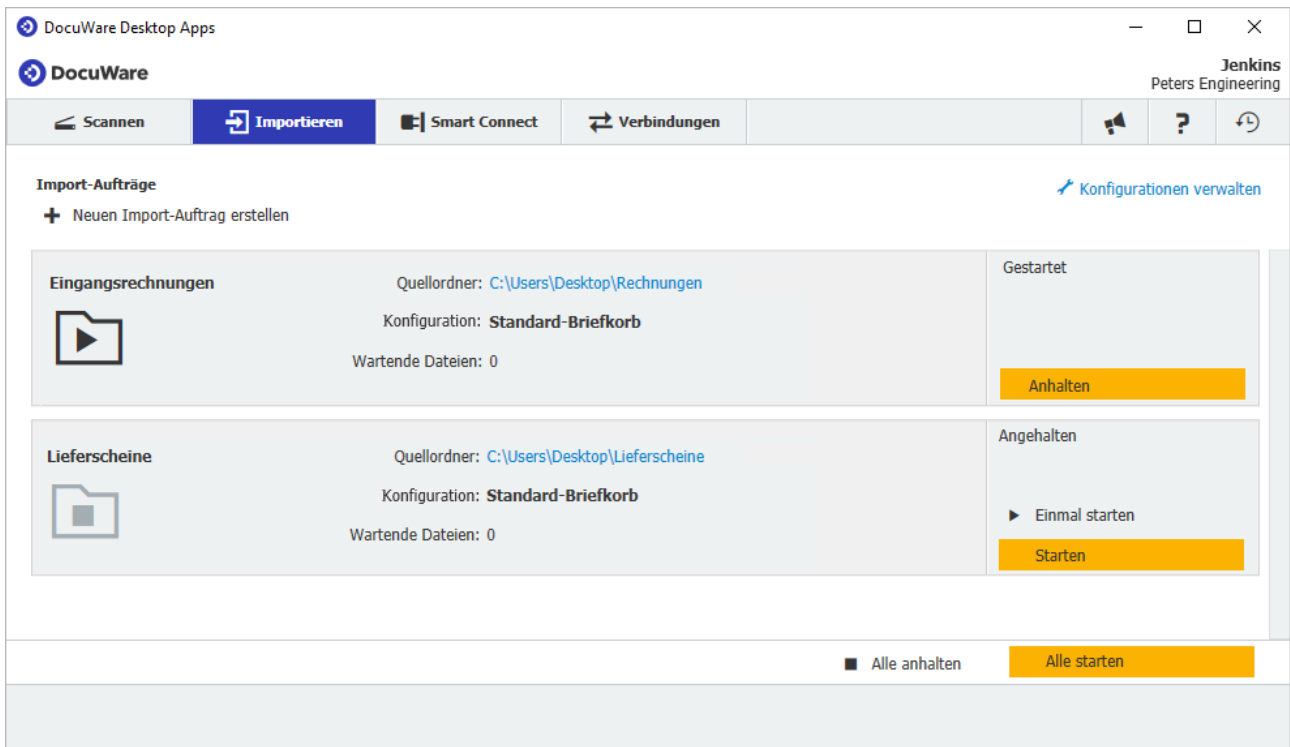 DocuWare Desktop Apps
DocuWare
Jenkins
Peters Engineering
Scannen Importieren Smart Connect Verbindungen ?
Import-Aufträge
Konfigurationen verwalten
Neuen Import-Auftrag erstellen
Eingangsrechnungen
Quellordner: C:\Users\Desktop\Rechnungen
Konfiguration: Standard-Briefkorb
Wartende Dateien: 0
Gestartet
Anhalten
Lieferscheine
Quellordner: C:\Users\Desktop\Lieferscheine
Konfiguration: Standard-Briefkorb
Wartende Dateien: 0
Angehalten
Einmal starten
Starten
Alle anhalten
Alle starten